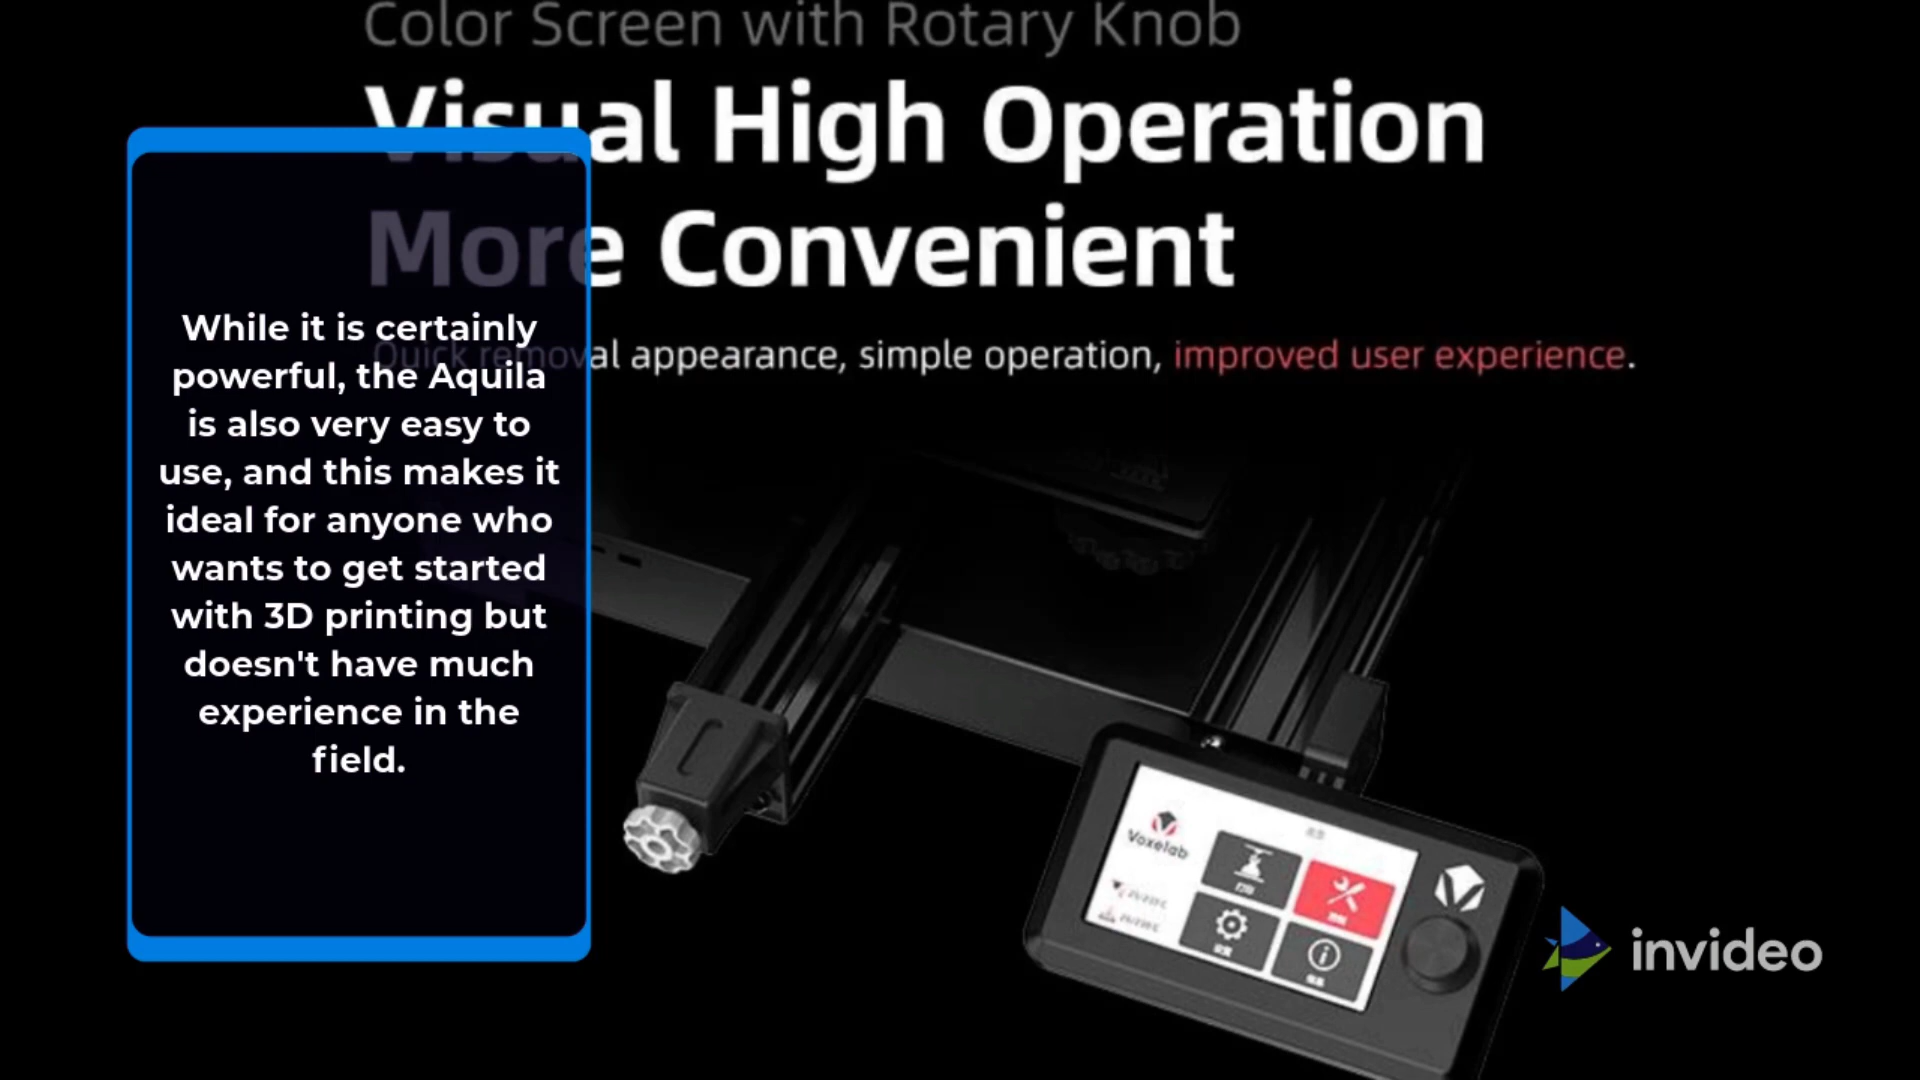 Color Screen with Rotary Knob
Visual High Operation
More Convenient
Quick removal appearance, simple operation, improved user experience.
While it is certainly
powerful, the Aquila
is also very easy to
use, and this makes it
ideal for anyone who
wants to get started
with 3D printing but
doesn't have much
experience in the
field.
Voxelab
invideo